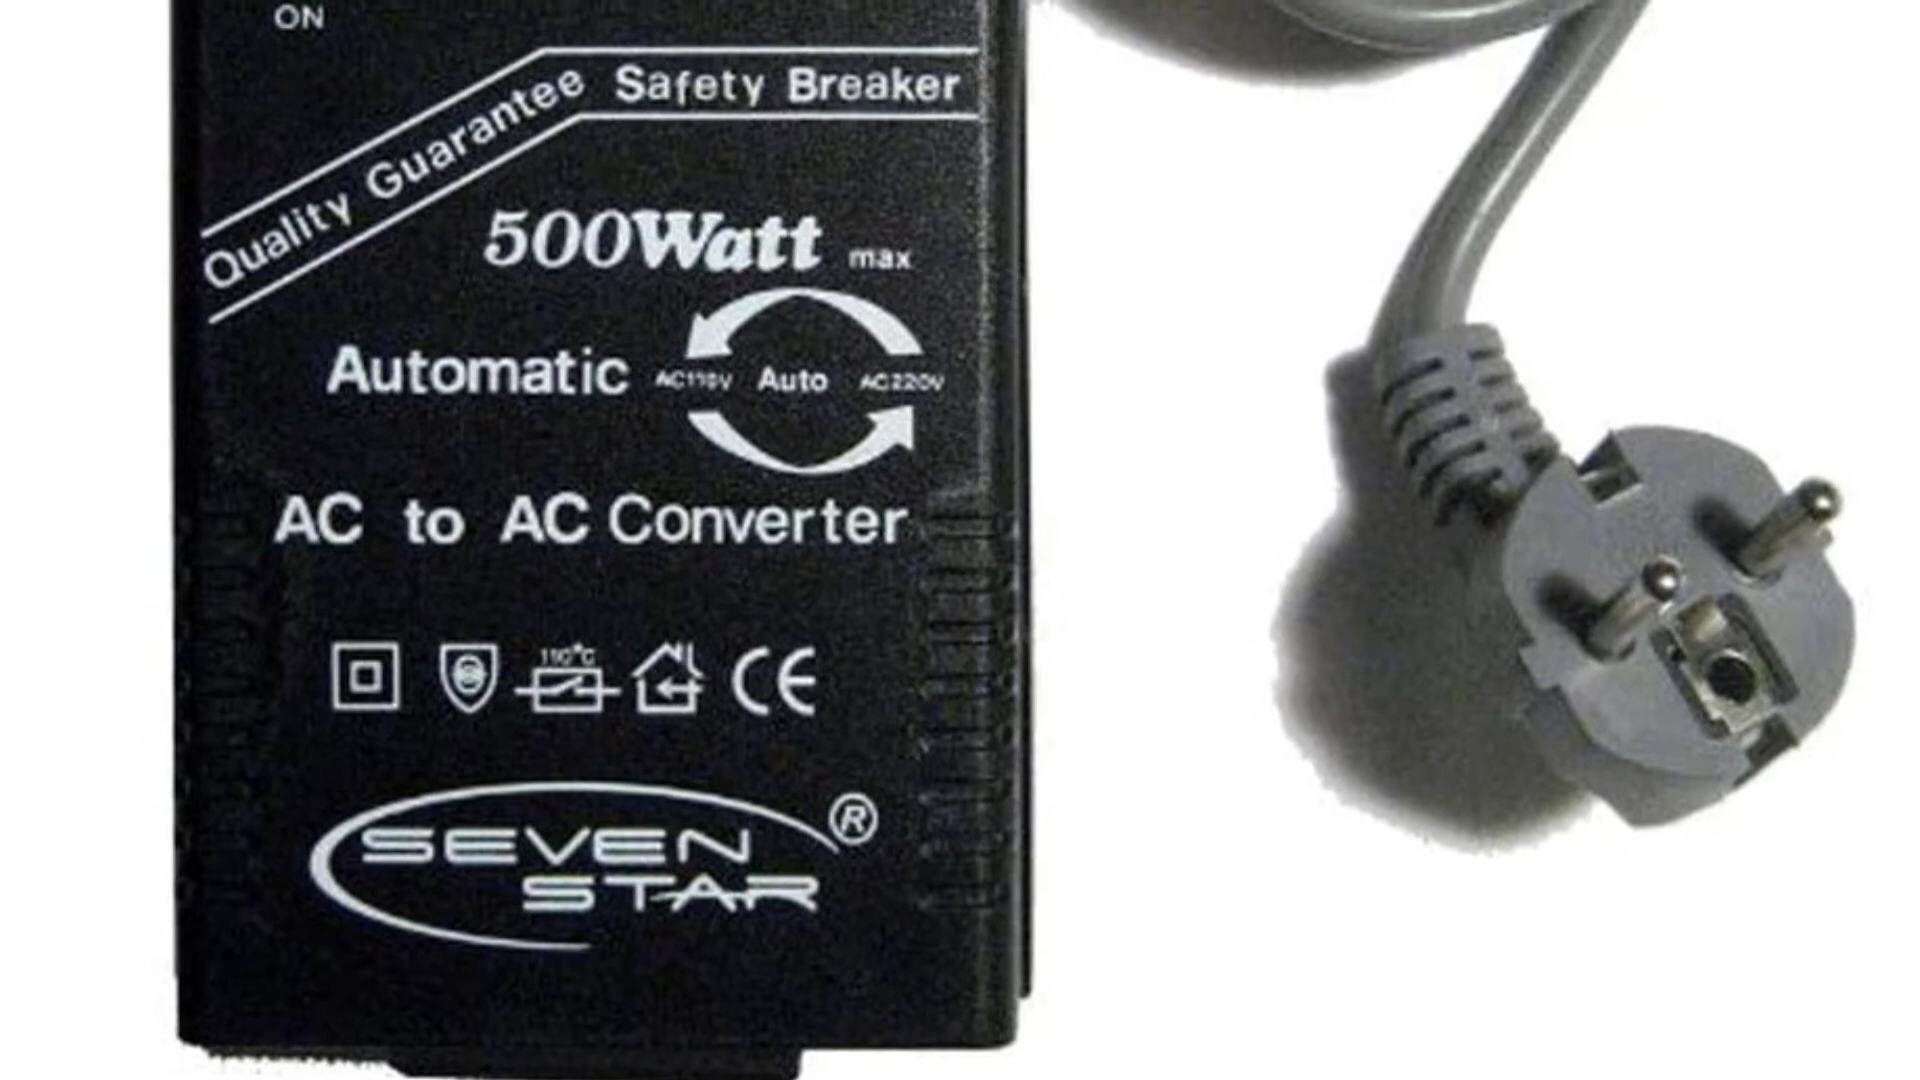 ON
Quality Guarantee Safety Breaker
500Watt max
Automatic AC110V Auto AC220V
AC to AC Converter
110°C
CE
SEVEN ®
STAR